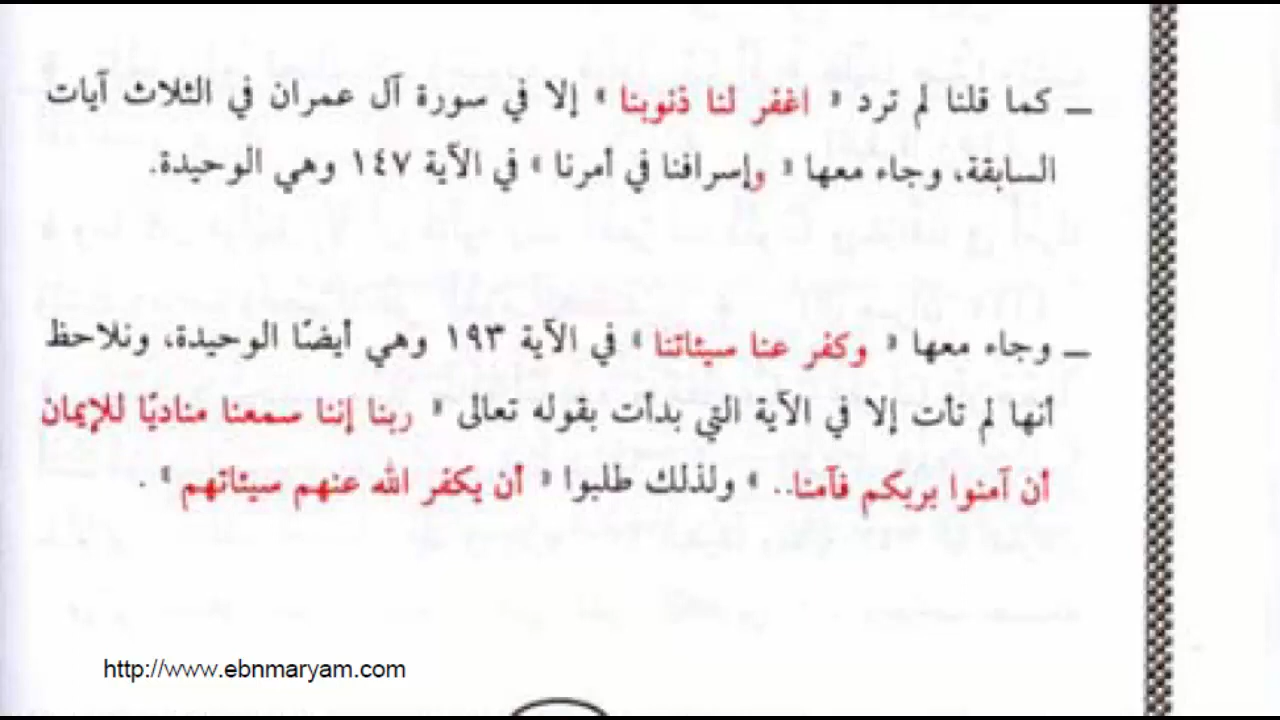 ــ كما قلنا لم ترد « اغفر لنا ذنوبنا » إلا في سورة آل عمران في الثلاث آيات
السابقة، وجاء معها « وإسرافنا في أمرنا » في الآية ١٤٧ وهي الوحيدة.
ــ وجاء معها « وكفر عنا سيئاتنا » في الآية ١٩٣ وهي أيضًا الوحيدة، ونلاحظ
أنها لم تأت إلا في الآية التي بدأت بقوله تعالى « ربنا إننا سمعنا مناديًا للإيمان
أن آمنوا بربكم فآمنا.. » ولذلك طلبوا « أن يكفر الله عنهم سيئاتهم » .
http://www.ebnmaryam.com